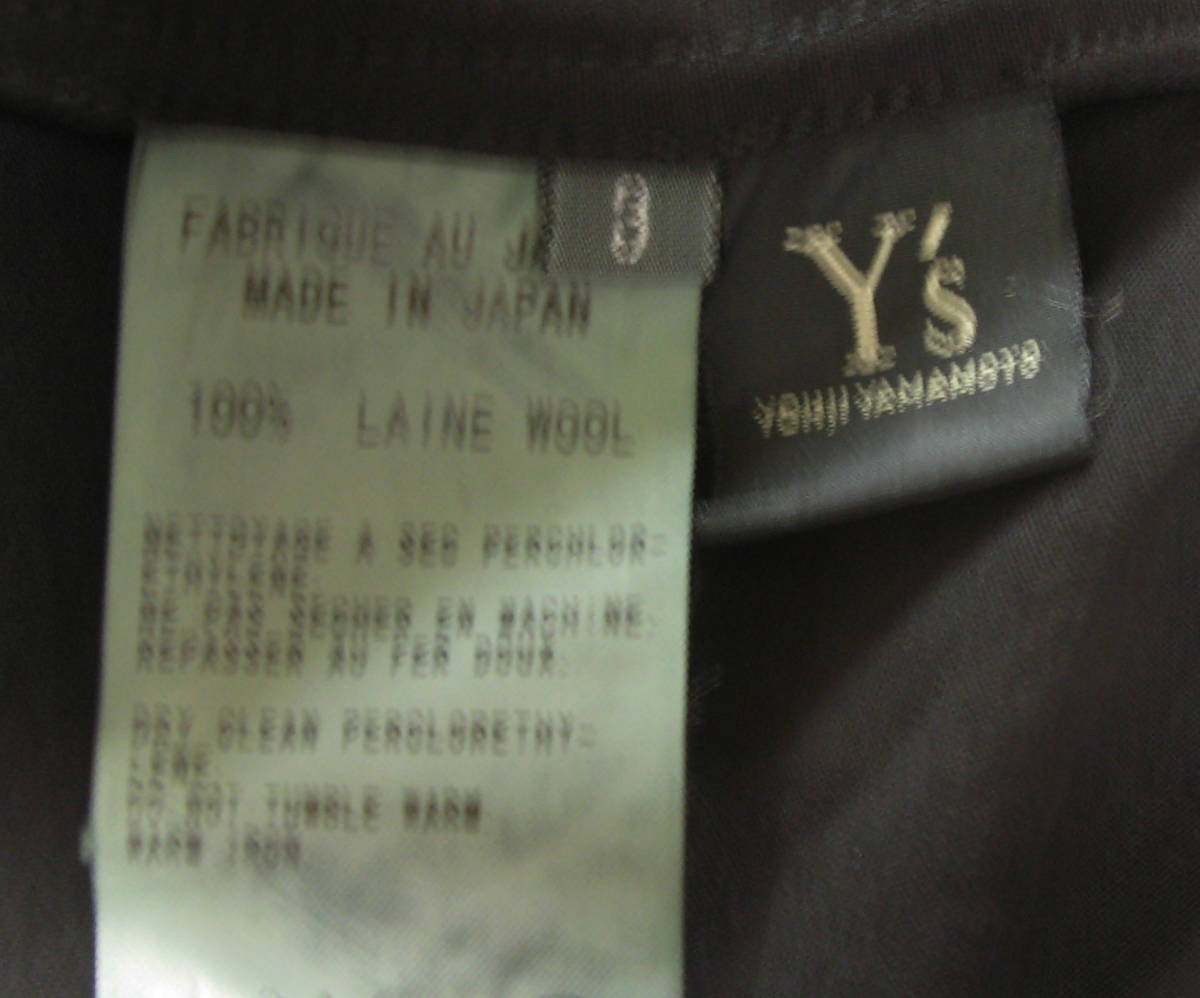 FABRIQUE AU JA
MADE IN JAPAN
100% LAINE WOOL
NETTOYAGE A SEC PERCHLOR=
ETHYLENE.
NE PAS SECHER EN MACHINE.
REPASSER AU FER DOUX.
DRY CLEAN PERCLORETHY=
LENE.
DO NOT TUMBLE WARM
WARM IRON
Y's
YOHJI YAMAMOTO